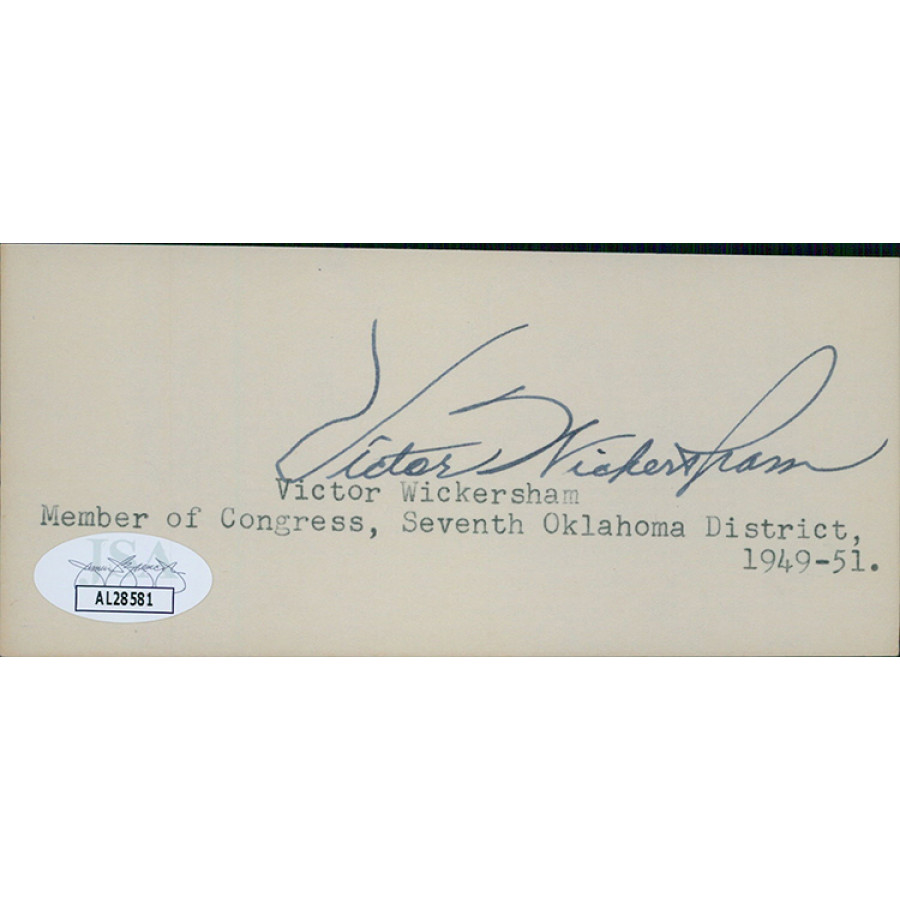 Victor Wickersham
Victor Wickersham
Member of Congress, Seventh Oklahoma District,
1949-51.
JSA
AL28581